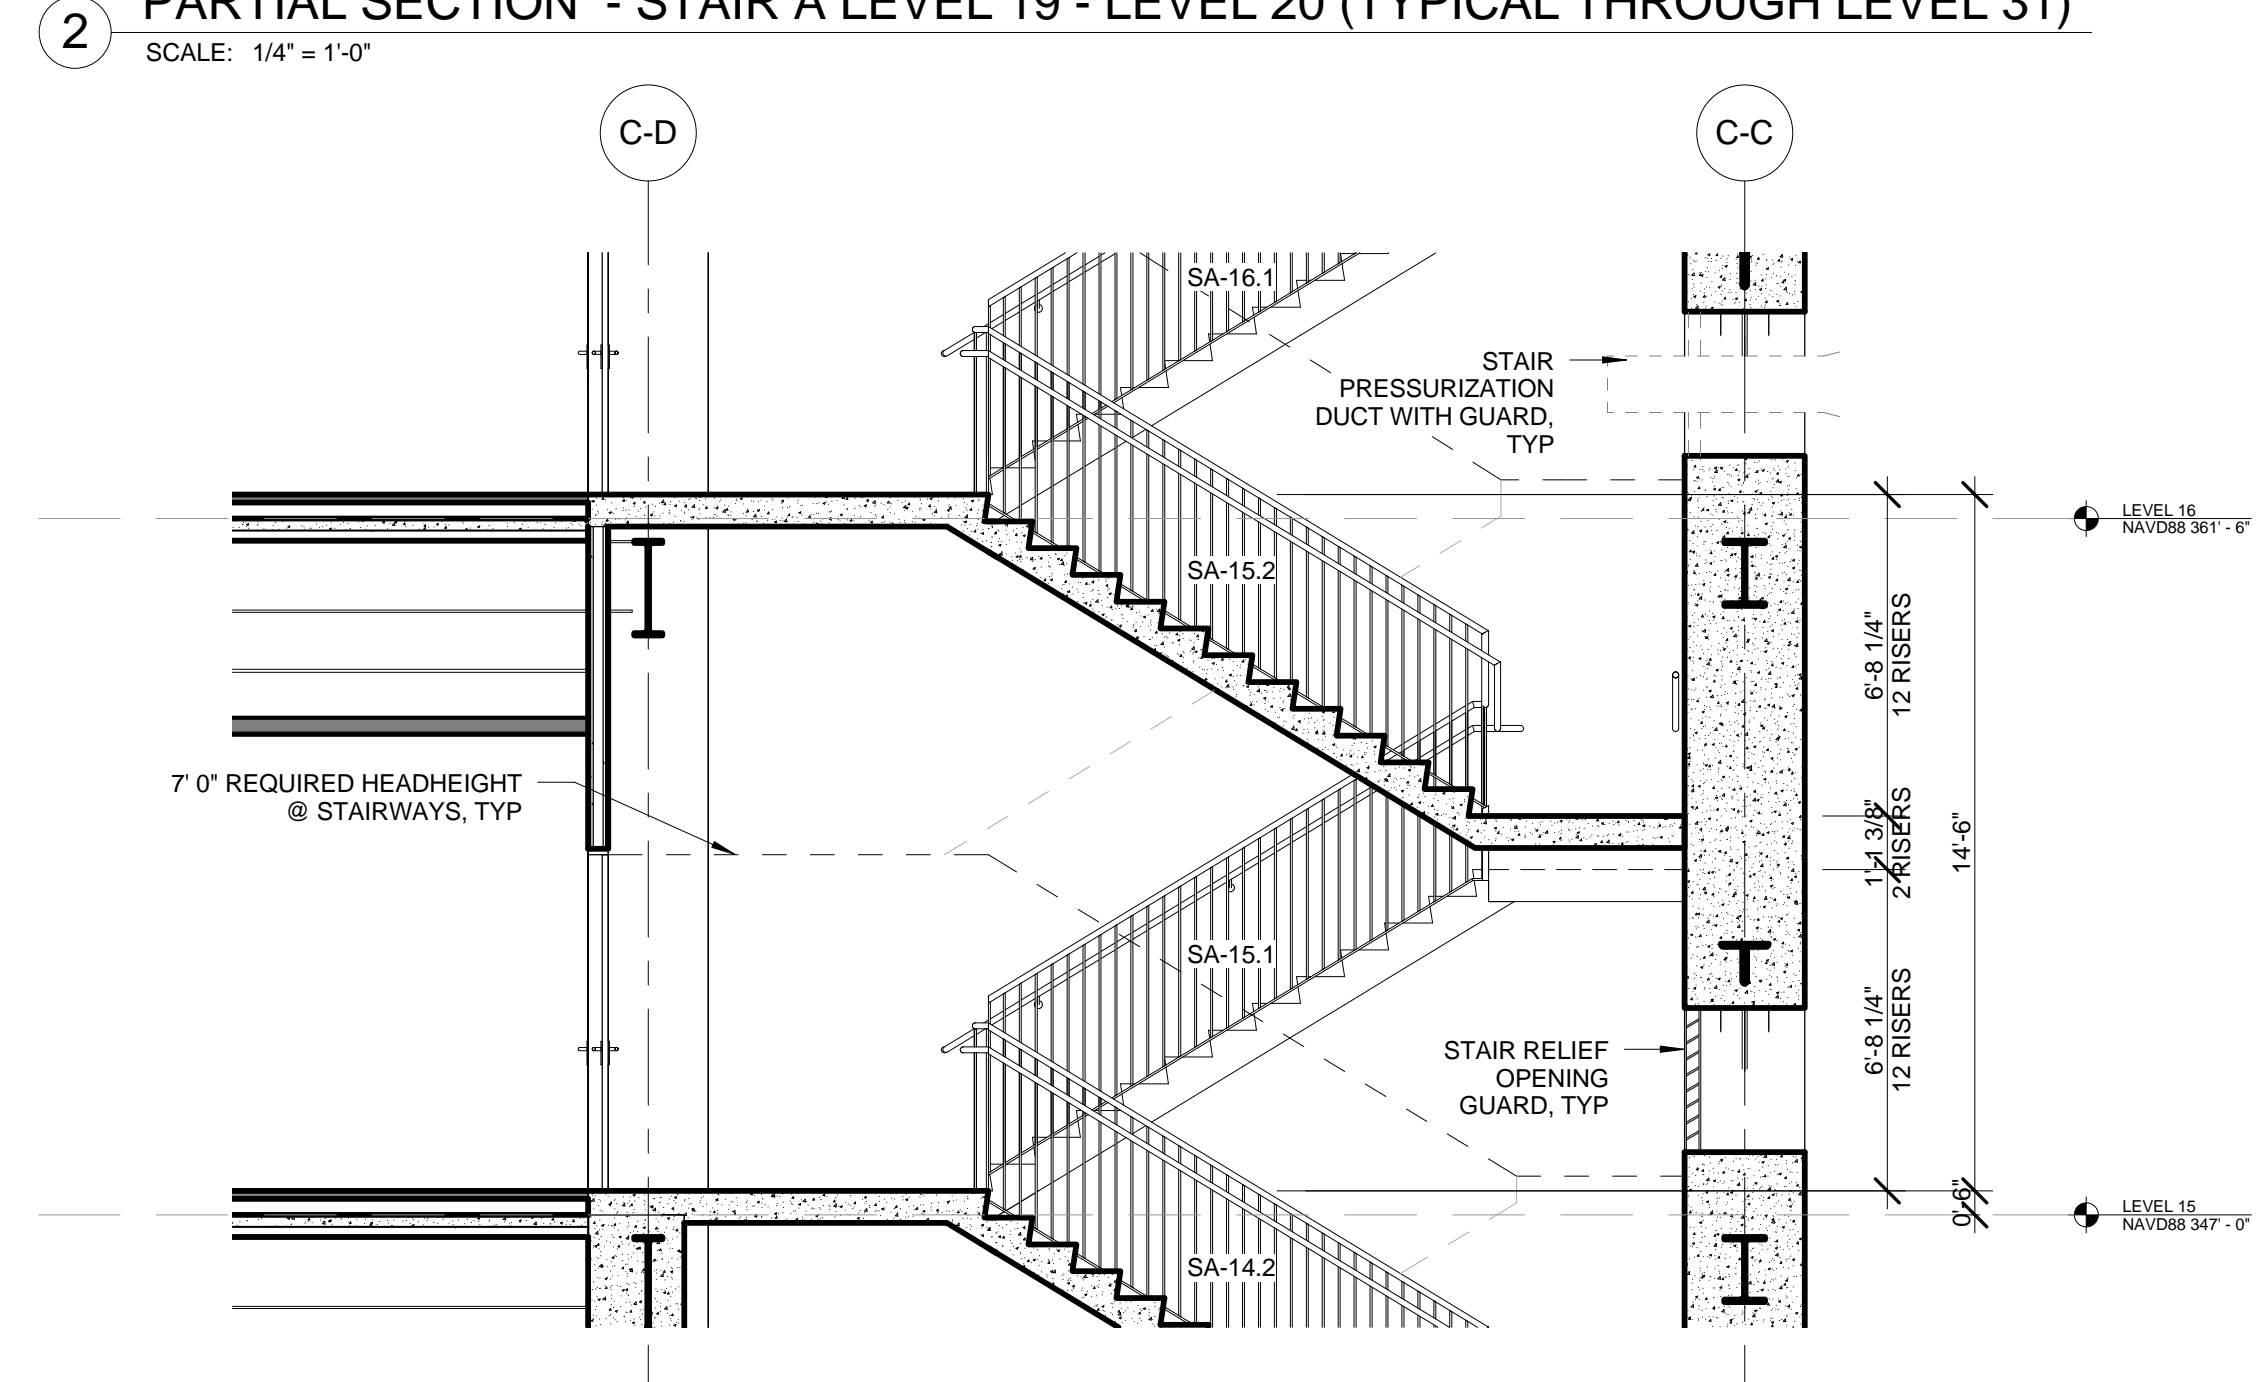 PARTIAL SECTION - STAIR A LEVEL 19 - LEVEL 20 (TYPICAL THROUGH LEVEL 31)
2
SCALE: 1/4" = 1'-0"
C-D
C-C
SA-16.1
STAIR
PRESSURIZATION
DUCT WITH GUARD,
TYP
LEVEL 16
NAVD88 361' - 6"
SA-15.2
6'-8 1/4"
12 RISERS
7' 0" REQUIRED HEADHEIGHT
@ STAIRWAYS, TYP
1'-1 3/8"
2 RISERS
14'-6"
SA-15.1
6'-8 1/4"
12 RISERS
STAIR RELIEF
OPENING
GUARD, TYP
0'-6"
LEVEL 15
NAVD88 347' - 0"
SA-14.2